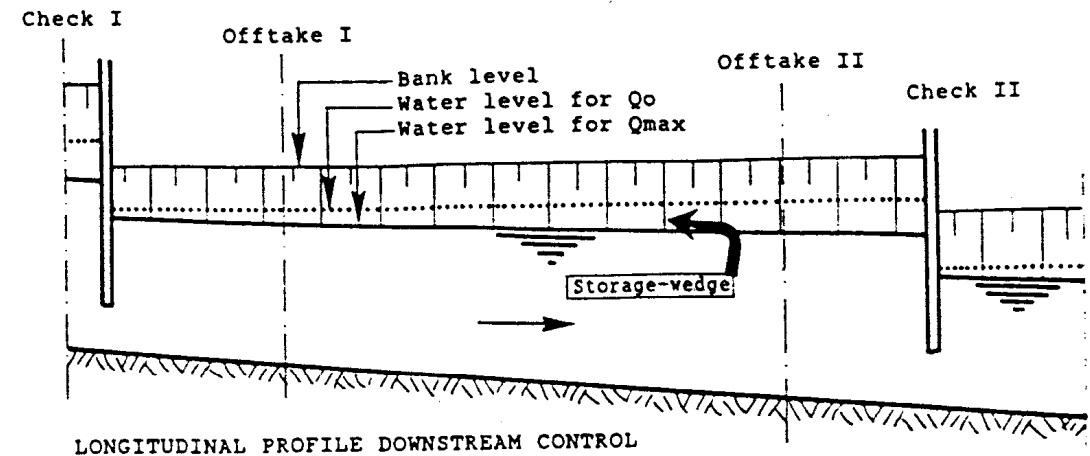 Check I
Offtake I
Offtake II
Bank level
Water level for Qo
Check II
Water level for Qmax
Storage-wedge
LONGITUDINAL PROFILE DOWNSTREAM CONTROL